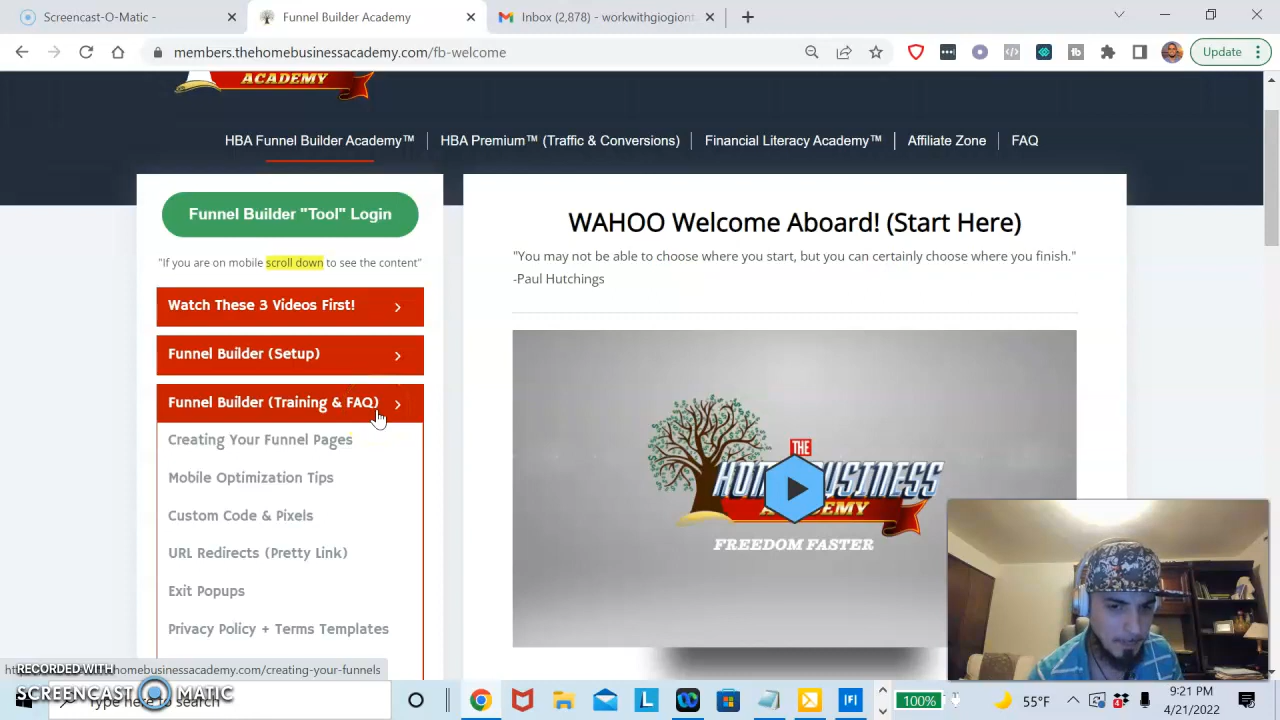 Screencast-O-Matic -
Funnel Builder Academy
Inbox (2,878) - workwithgiogiont
members.thehomebusinessacademy.com/fb-welcome
Update
ACADEMY
HBA Funnel Builder Academy™
HBA Premium™ (Traffic & Conversions)
Financial Literacy Academy™
Affiliate Zone
FAQ
Funnel Builder "Tool" Login
"If you are on mobile scroll down to see the content"
Watch These 3 Videos First!
Funnel Builder (Setup)
Funnel Builder (Training & FAQ)
Creating Your Funnel Pages
Mobile Optimization Tips
Custom Code & Pixels
URL Redirects (Pretty Link)
Exit Popups
Privacy Policy + Terms Templates
WAHOO Welcome Aboard! (Start Here)
"You may not be able to choose where you start, but you can certainly choose where you finish."
-Paul Hutchings
THE
ACADEMY
FREEDOM FASTER
homebusinessacademy.com/creating-your-funnels
RECORDED WITH
SCREENCAST MATIC
Type here to search
100%
55°F
9:21 PM
4/21/2022